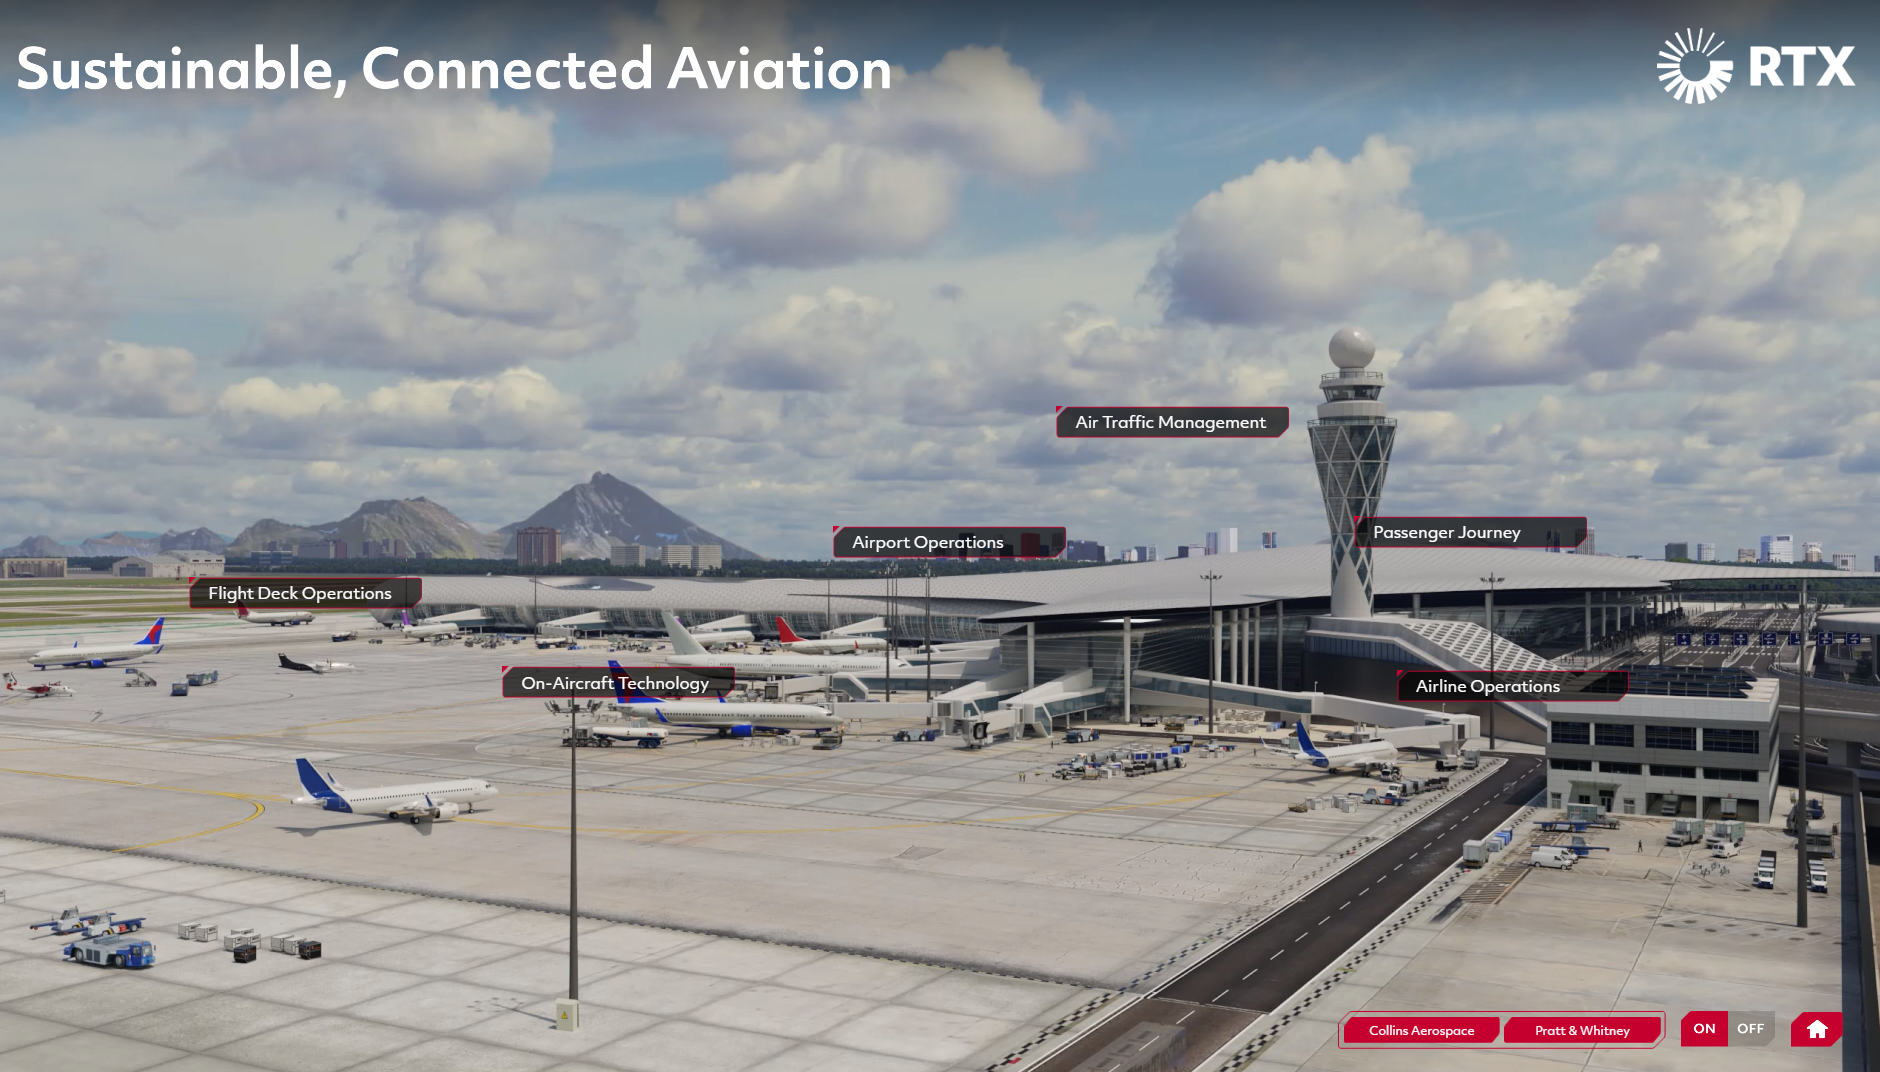 Sustainable, Connected Aviation
RTX
Air Traffic Management
Passenger Journey
Airport Operations
Flight Deck Operations
On-Aircraft Technology
Airline Operations
Collins Aerospace
Pratt & Whitney
ON
OFF